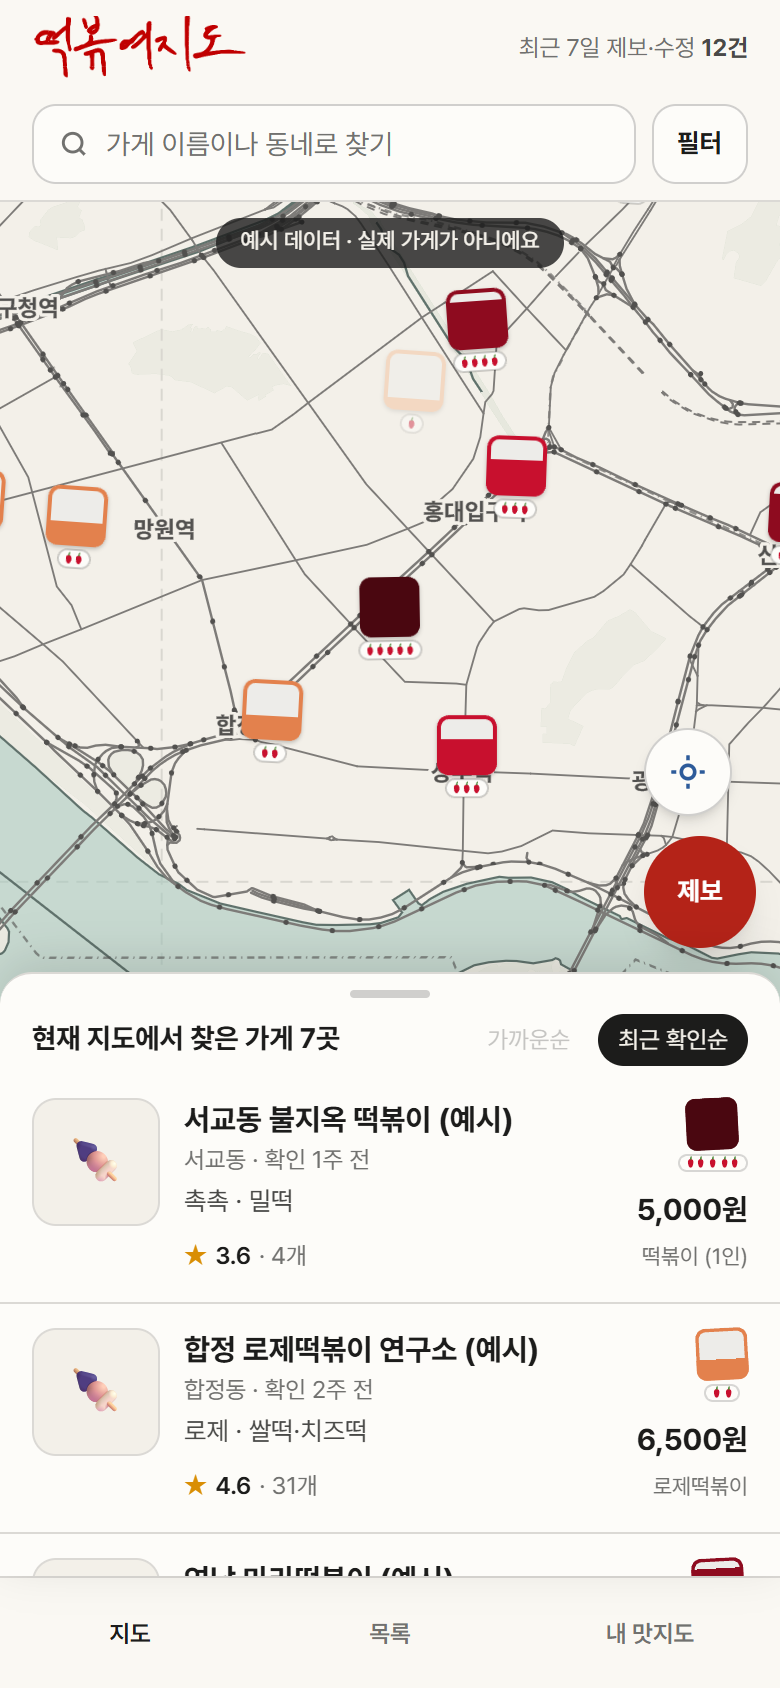 떡볶여지도
최근 7일 제보·수정 12건
가게 이름이나 동네로 찾기
필터
예시 데이터 · 실제 가게가 아니에요
구청역
망원역
홍대입구
합
신
광
제보
현재 지도에서 찾은 가게 7곳
가까운순
최근 확인순
서교동 불지옥 떡볶이 (예시)
서교동 · 확인 1주 전
촉촉 · 밀떡
★ 3.6 · 4개
5,000원
떡볶이 (1인)
합정 로제떡볶이 연구소 (예시)
합정동 · 확인 2주 전
로제 · 쌀떡·치즈떡
★ 4.6 · 31개
6,500원
로제떡볶이
지도
목록
내 맛지도